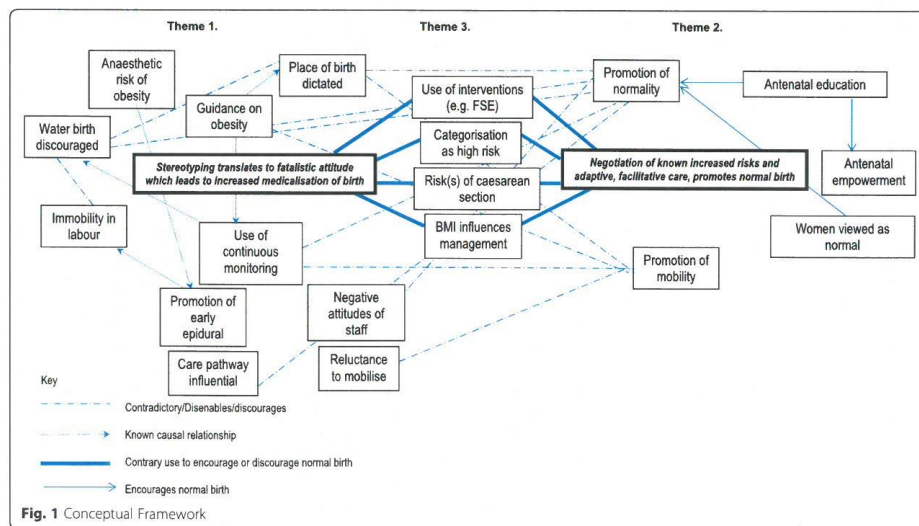 Theme 1.
Theme 3.
Theme 2.
Anaesthetic
risk of
obesity
Place of birth
dictated
Use of interventions
(e.g. FSE)
Promotion of
normality
Antenatal education
Guidance on
obesity
Water birth
discouraged
Categorisation
as high risk
Stereotyping translates to fatalistic attitude
which leads to increased medicalisation of birth
Negotiation of known increased risks and
adaptive, facilitative care, promotes normal birth
Antenatal
empowerment
Risk(s) of caesarean
section
Immobility in
labour
Use of
continuous
monitoring
BMI influences
management
Women viewed as
normal
Promotion of
mobility
Promotion of
early
epidural
Negative
attitudes of
staff
Care pathway
influential
Reluctance
to mobilise
Key
Contradictory/Disenables/discourages
Known causal relationship
Contrary use to encourage or discourage normal birth
Encourages normal birth
Fig. 1 Conceptual Framework